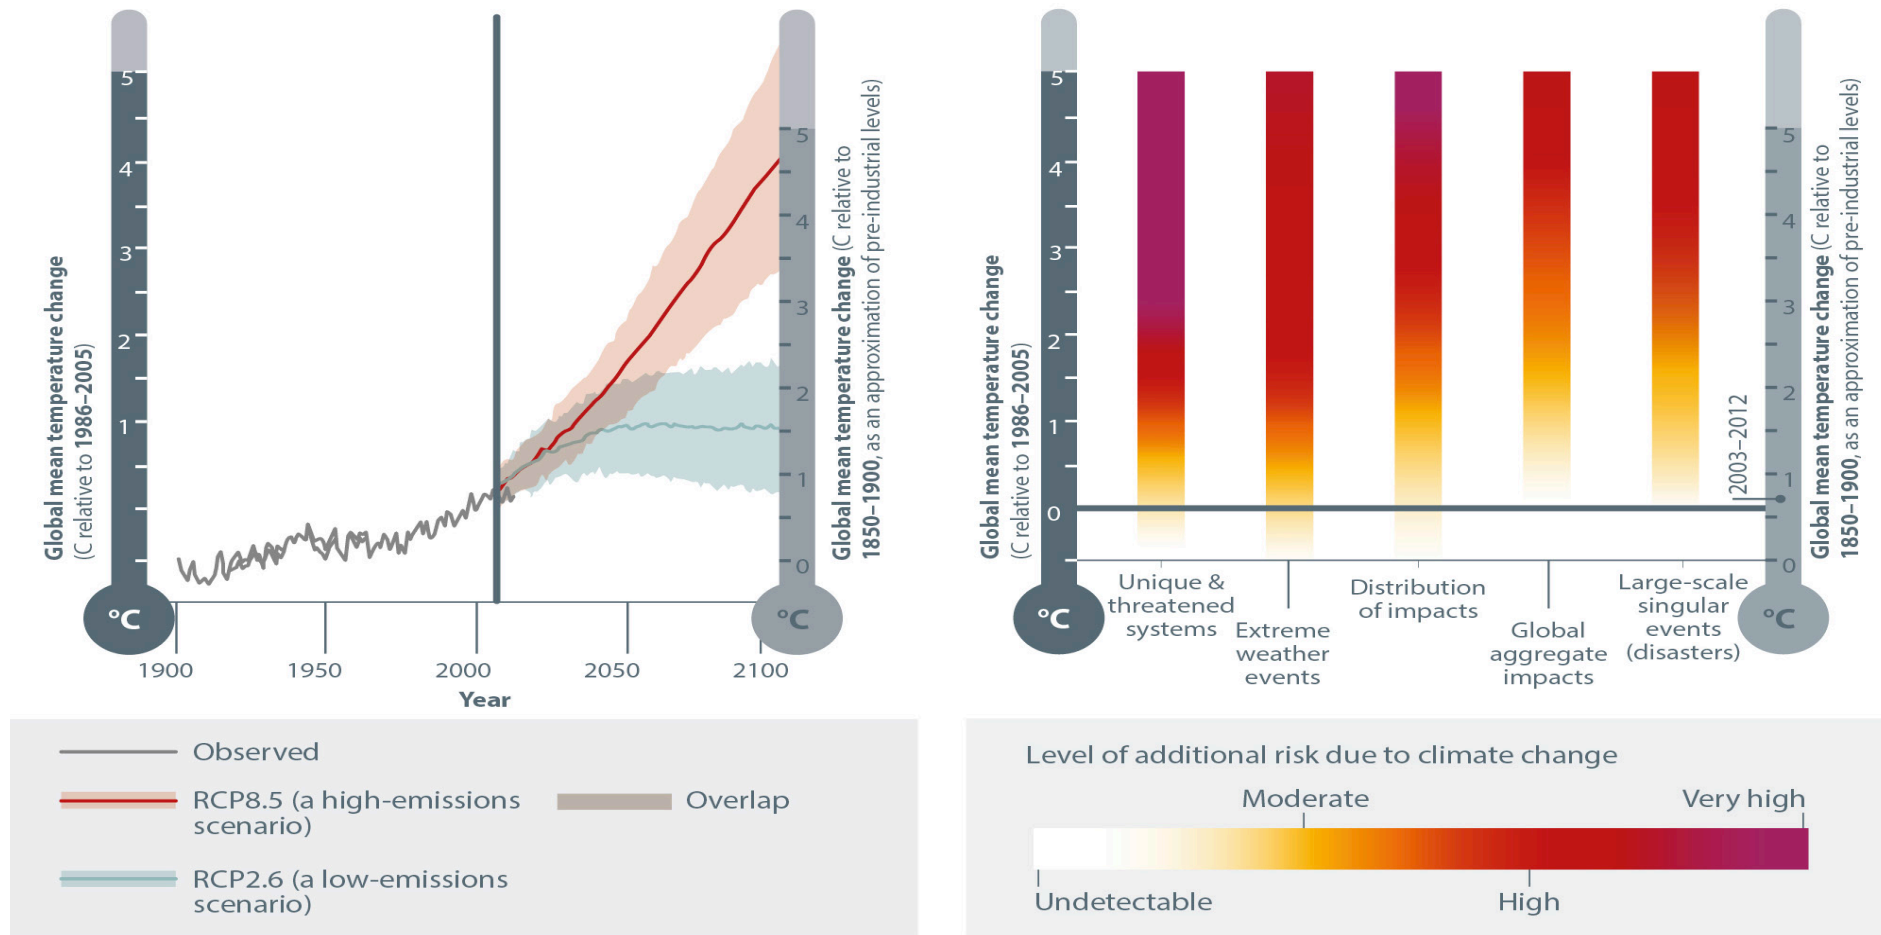 5
4
3
2
1
°C
Global mean temperature change
(C relative to 1986–2005)
5
4
3
2
1
0
°C
Global mean temperature change (C relative to
1850–1900, as an approximation of pre-industrial levels)
1900
1950
2000
2050
2100
Year
Observed
RCP8.5 (a high-emissions
scenario)
Overlap
RCP2.6 (a low-emissions
scenario)
5
4
3
2
1
0
°C
Global mean temperature change
(C relative to 1986–2005)
2003–2012
5
4
3
2
1
0
°C
Global mean temperature change (C relative to
1850–1900, as an approximation of pre-industrial levels)
Unique &
threatened
systems
Extreme
weather
events
Distribution
of impacts
Global
aggregate
impacts
Large-scale
singular
events
(disasters)
Level of additional risk due to climate change
Moderate
Very high
Undetectable
High